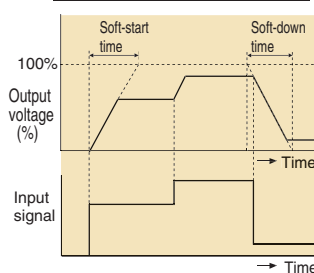 Soft-start
time
Soft-down
time
100%
Output
voltage
(%)
Time
Input
signal
Time